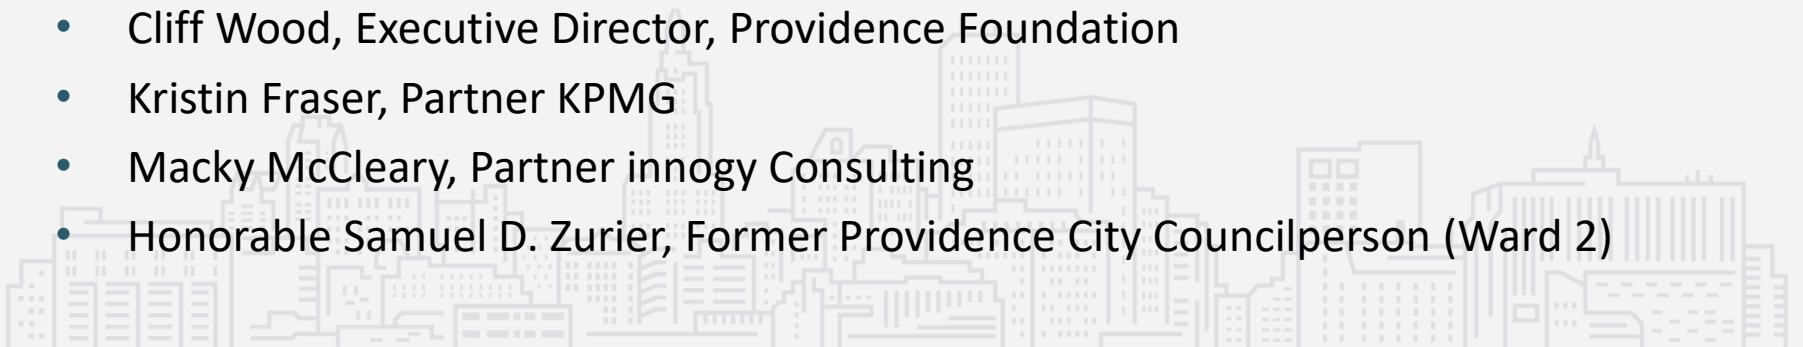 • Cliff Wood, Executive Director, Providence Foundation
• Kristin Fraser, Partner KPMG
• Macky McCleary, Partner innogy Consulting
• Honorable Samuel D. Zurier, Former Providence City Councilperson (Ward 2)